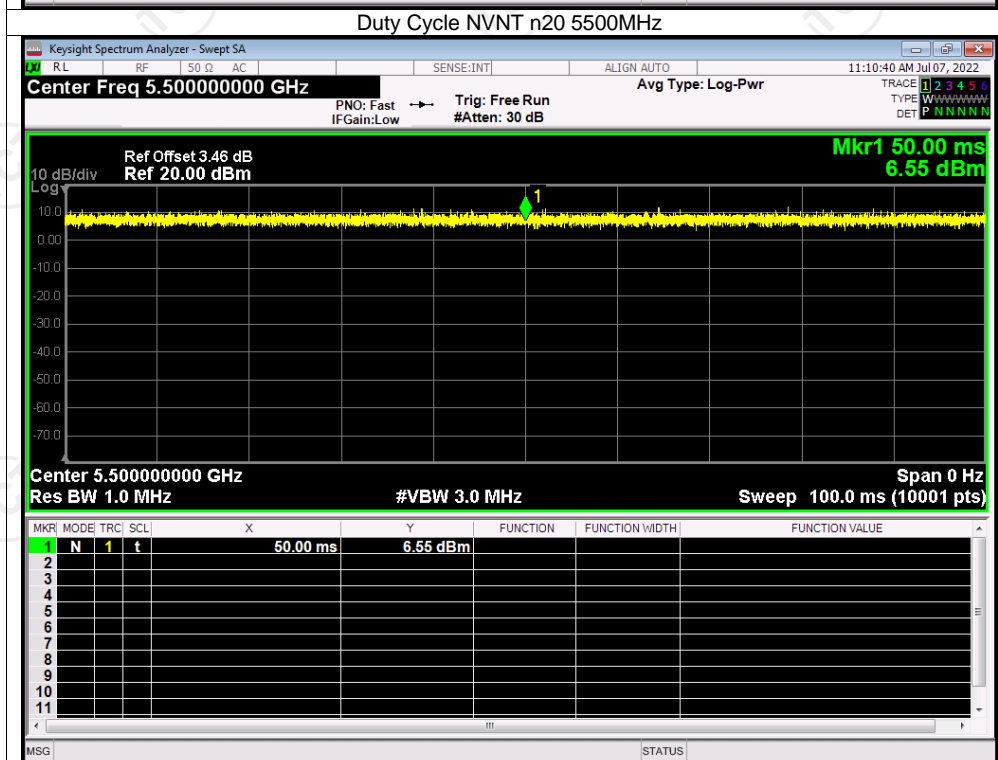 Duty Cycle NVNT n20 5500MHz
Keysight Spectrum Analyzer - Swept SA
LXI RL RF 50 Ω AC SENSE:INT ALIGN AUTO 11:10:40 AM Jul 07, 2022
Center Freq 5.500000000 GHz Avg Type: Log-Pwr TRACE 1 2 3 4 5 6
PNO: Fast Trig: Free Run TYPE WWWWWW
IFGain:Low #Atten: 30 dB DET P N N N N N
Mkr1 50.00 ms
6.55 dBm
Ref Offset 3.46 dB
10 dB/div Ref 20.00 dBm
Log
1
10.0
0.00
-10.0
-20.0
-30.0
-40.0
-50.0
-60.0
-70.0
Center 5.500000000 GHz Span 0 Hz
Res BW 1.0 MHz #VBW 3.0 MHz Sweep 100.0 ms (10001 pts)
MKR MODE TRC SCL X Y FUNCTION FUNCTION WIDTH FUNCTION VALUE
1 N 1 t 50.00 ms 6.55 dBm
2
3
4
5
6
7
8
9
10
11
MSG STATUS